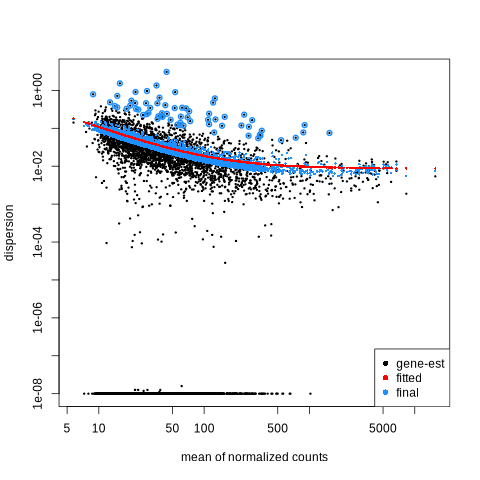 dispersion
1e+00
1e-02
1e-04
1e-06
1e-08
gene-est
fitted
final
5 10 50 100 500 5000
mean of normalized counts